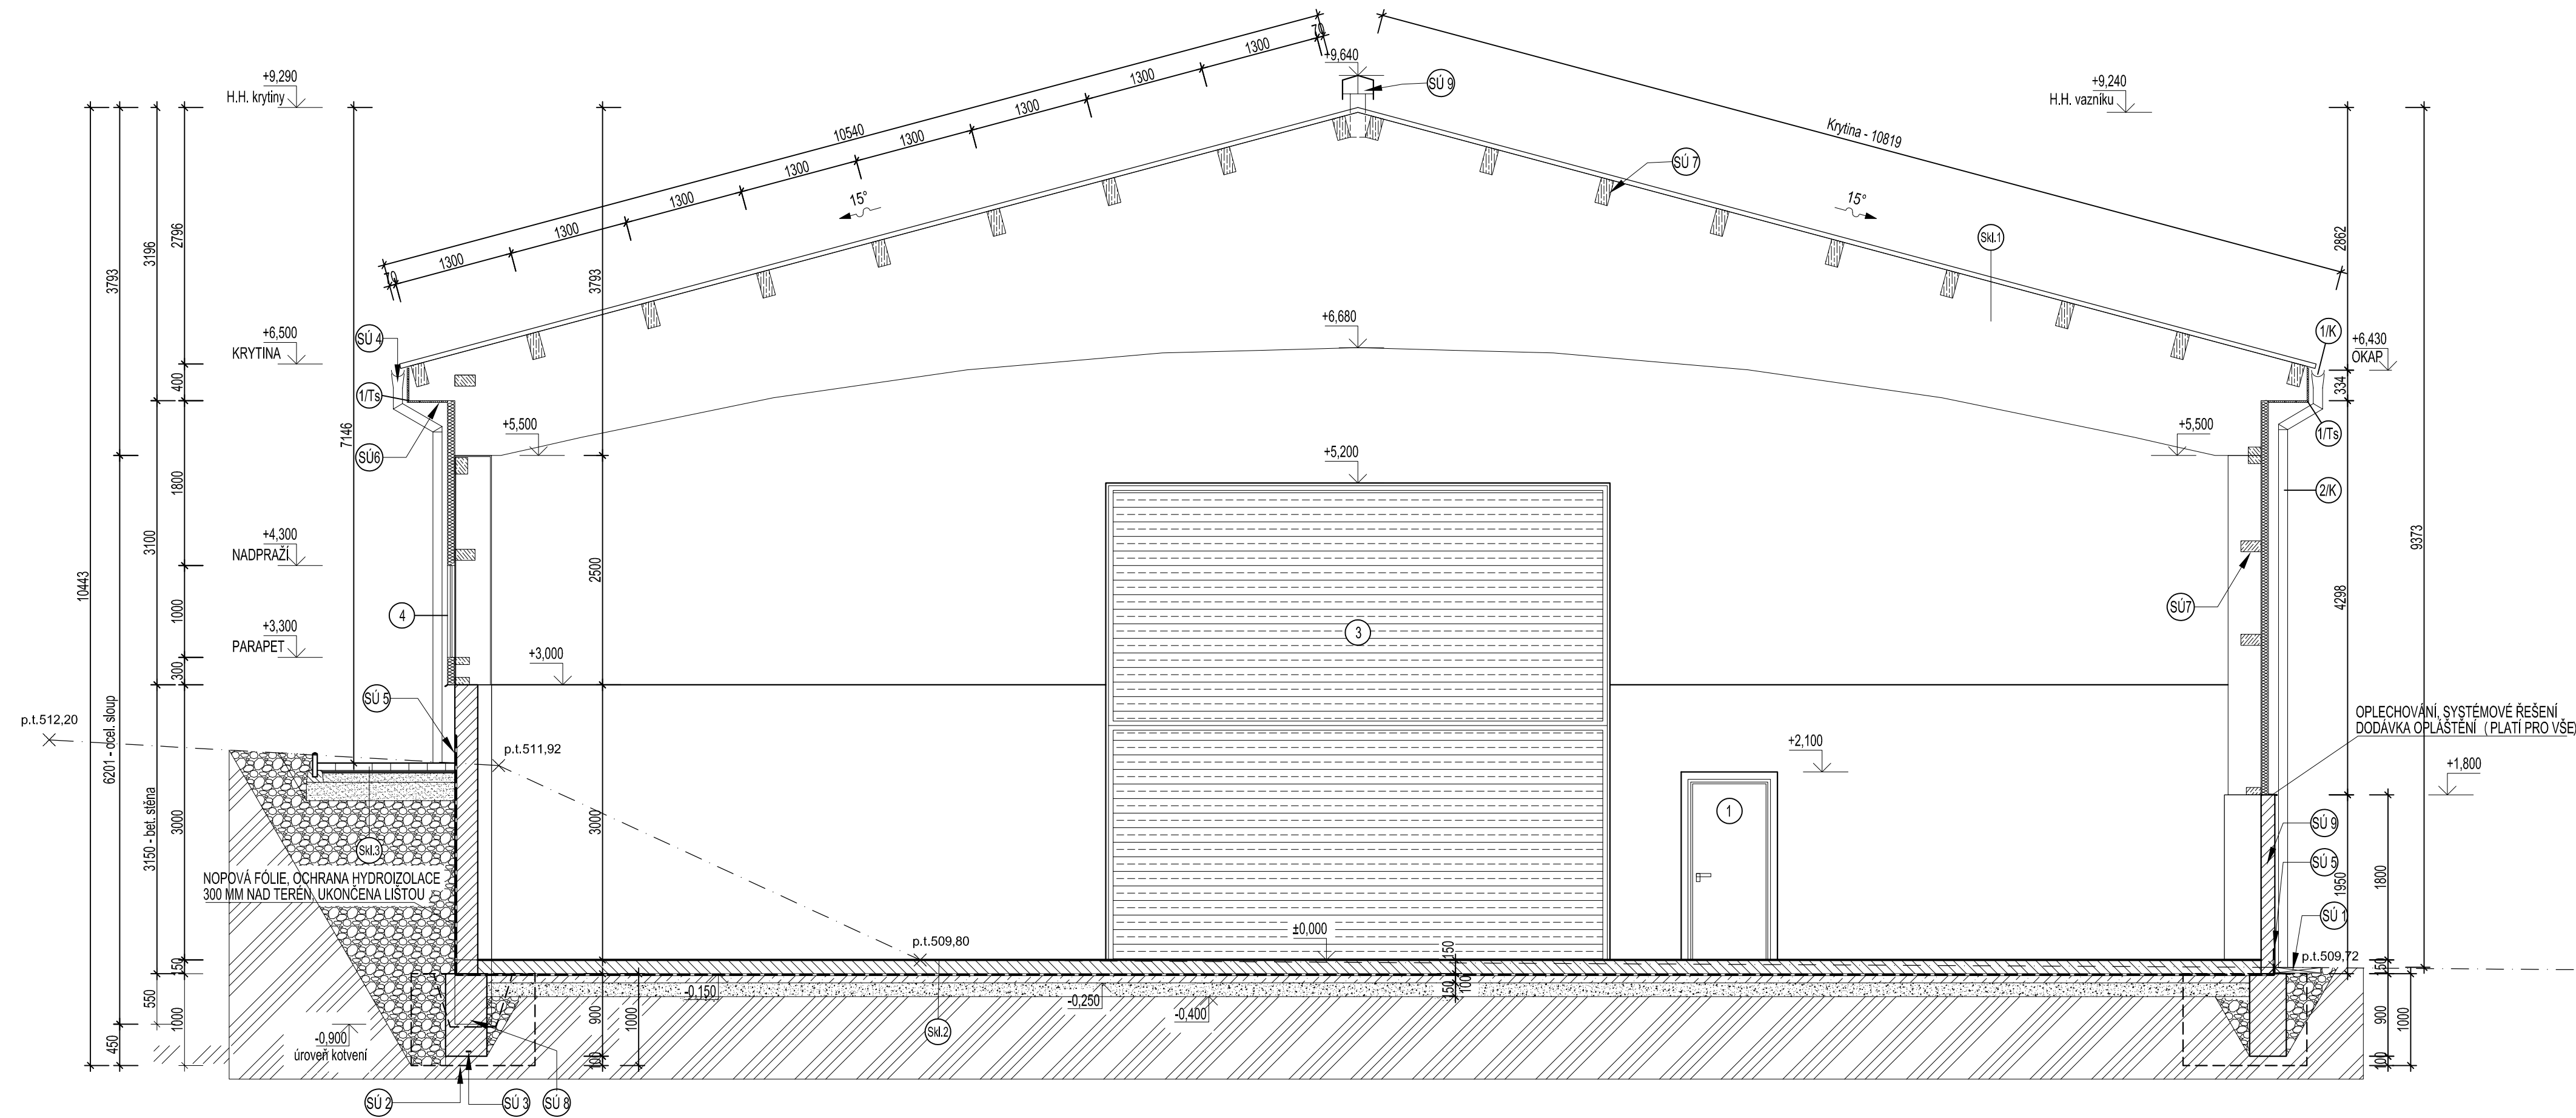 +9,290
H.H. krytiny
+9,640
SÚ 9
+9,240
H.H. vazníku
70
1300
1300
1300
1300
1300
1300
1300
1300
70
10540
Krytina - 10819
15°
15°
SÚ 7
Skl.1
10443
3793
6201 - ocel. sloup
450
3196
3100
3150 - bet. stěna
550
2796
400
1800
1000
300
3000
150
1000
7146
3793
2500
3000
900
100
1000
+6,500
KRYTINA
SÚ 4
1/Ts
SÚ6
+5,500
+6,680
+5,200
+5,500
1/K
+6,430
OKAP
1/Ts
2/K
2862
334
4298
1950
9373
+4,300
NADPRAŽÍ
4
+3,300
PARAPET
+3,000
3
SÚ7
SÚ 5
p.t.512,20
p.t.511,92
+2,100
1
OPLECHOVÁNÍ, SYSTÉMOVÉ ŘEŠENÍ
DODÁVKA OPLÁŠTĚNÍ ( PLATÍ PRO VŠE)
+1,800
SÚ 9
SÚ 5
SÚ 1
1800
150
900
100
1000
Skl.3
NOPOVÁ FÓLIE, OCHRANA HYDROIZOLACE
300 MM NAD TERÉN, UKONČENA LIŠTOU
p.t.509,80
±0,000
150
100
150
p.t.509,72
-0,150
-0,250
-0,400
-0,900
úroveň kotvení
Skl.2
SÚ 2
SÚ 3
SÚ 8